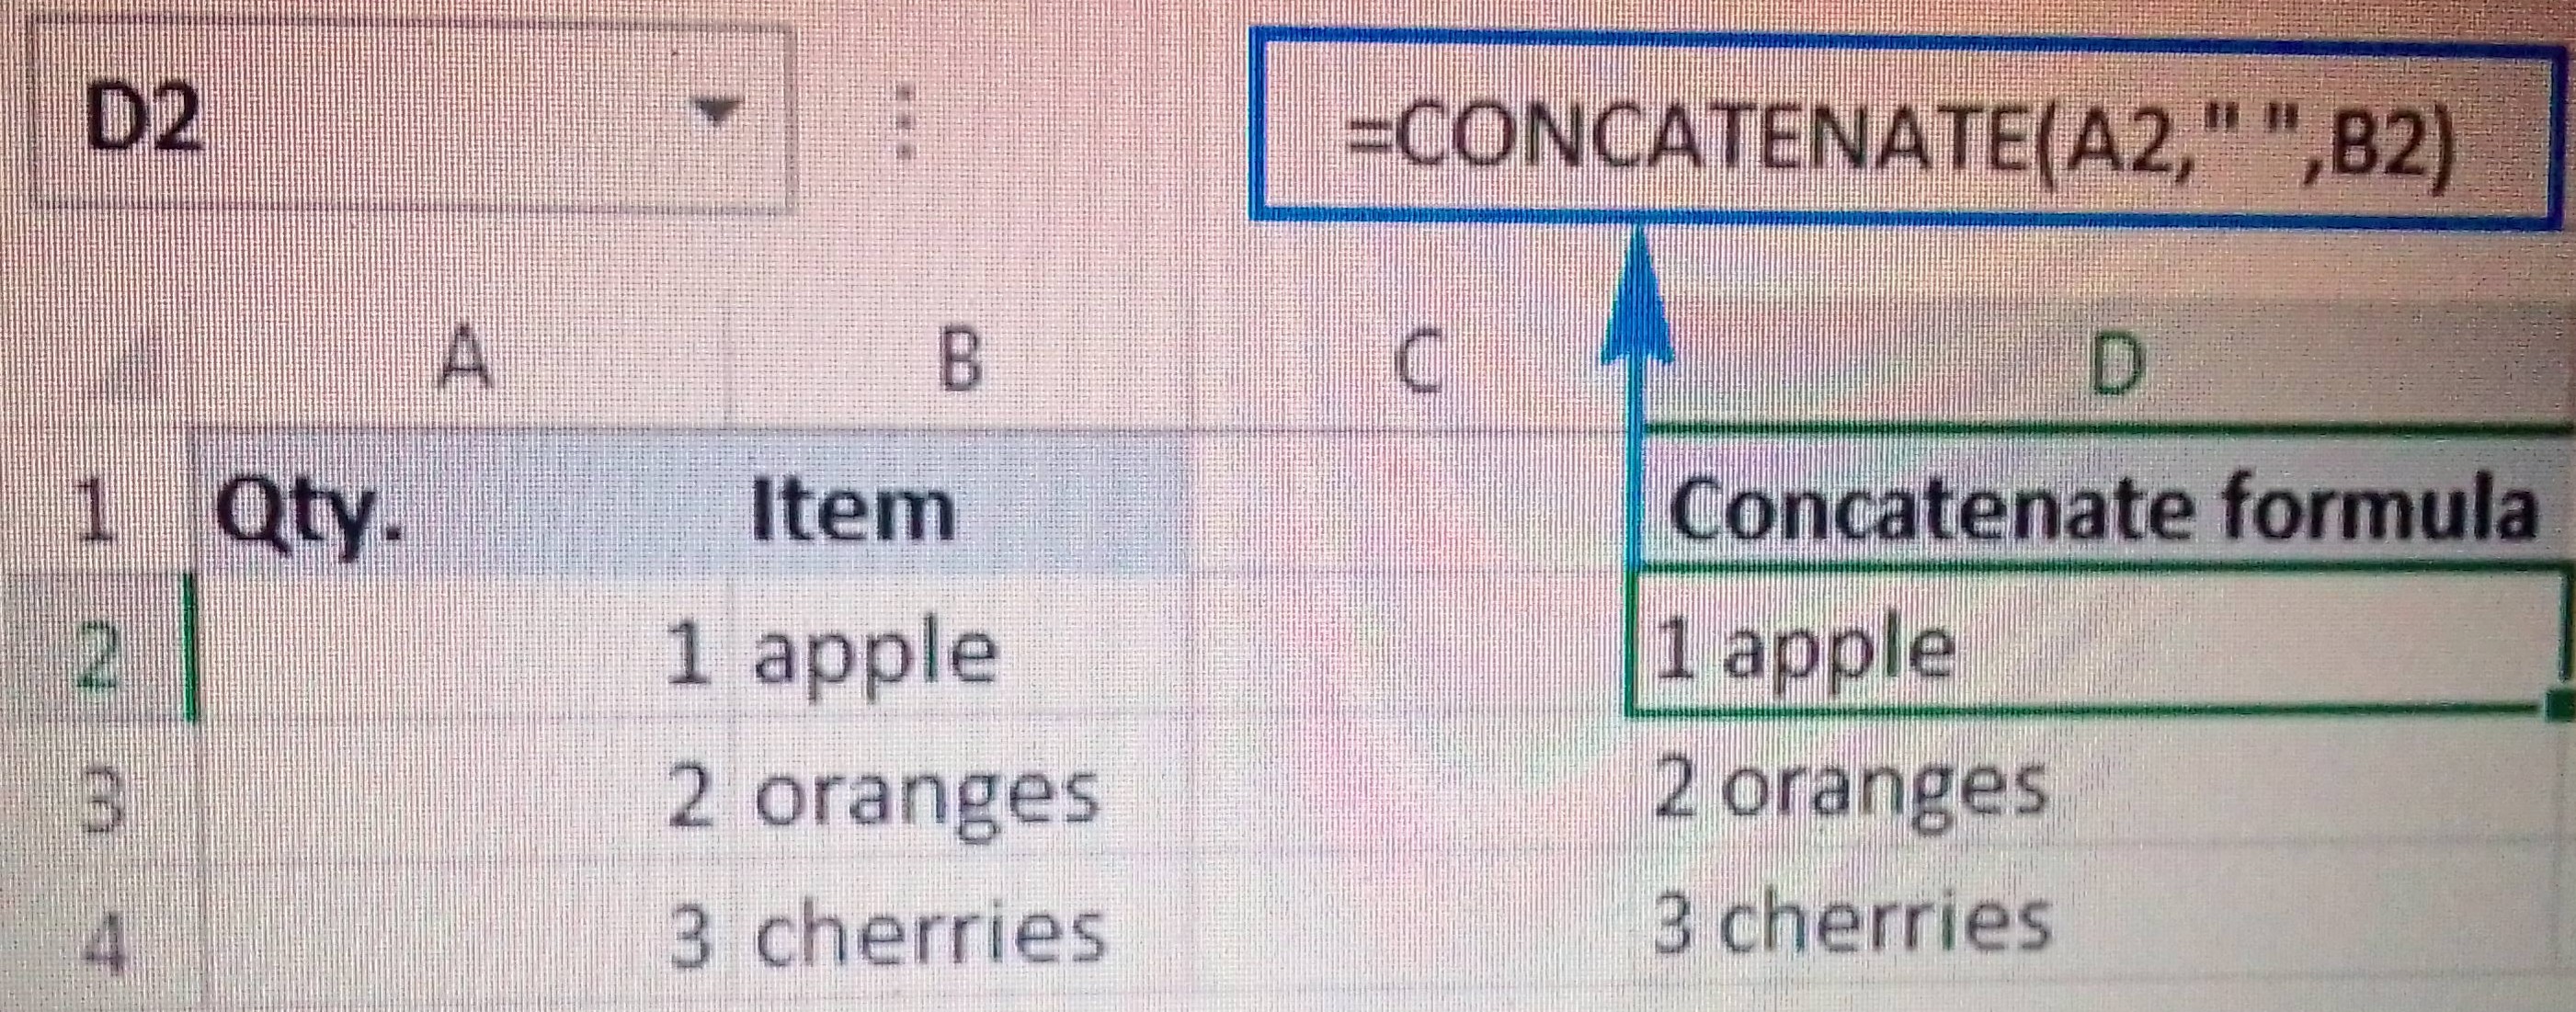 D2 =CONCATENATE(A2," ",B2)
A B C D
1 Qty. Item Concatenate formula
2 1 apple 1 apple
3 2 oranges 2 oranges
4 3 cherries 3 cherries